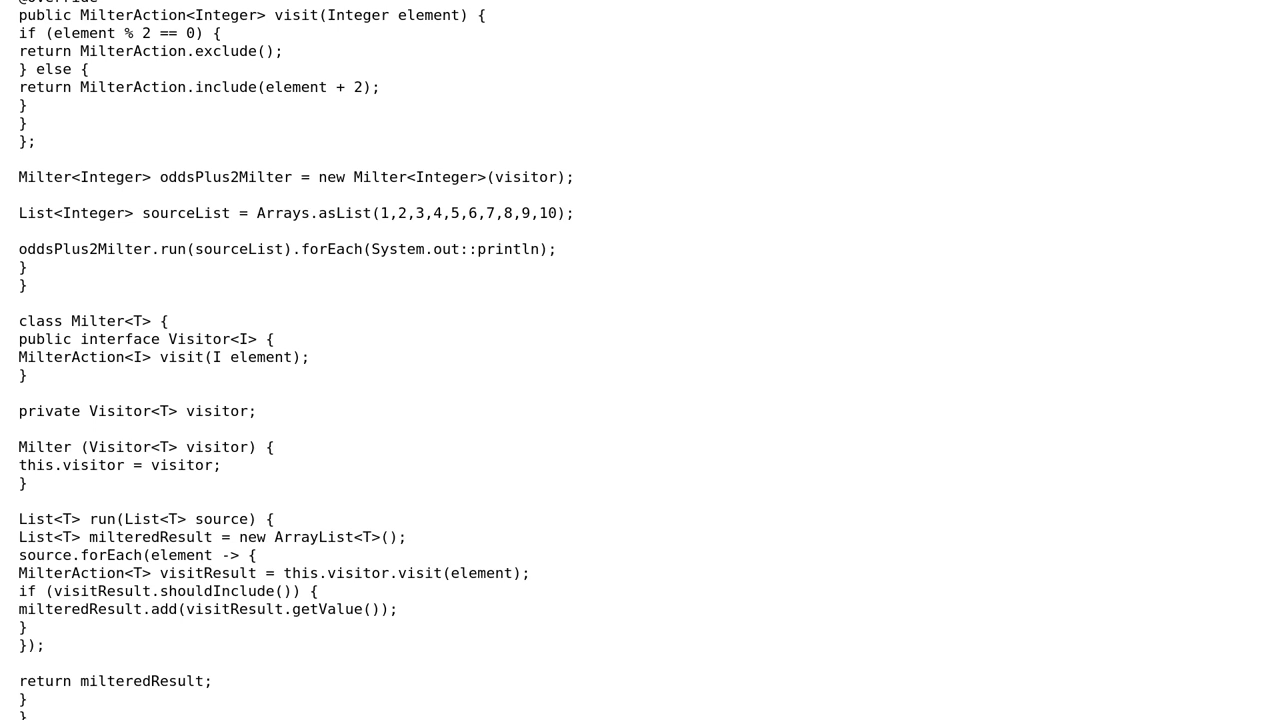 @Override
public MilterAction<Integer> visit(Integer element) {
if (element % 2 == 0) {
return MilterAction.exclude();
} else {
return MilterAction.include(element + 2);
}
}
};

Milter<Integer> oddsPlus2Milter = new Milter<Integer>(visitor);

List<Integer> sourceList = Arrays.asList(1,2,3,4,5,6,7,8,9,10);

oddsPlus2Milter.run(sourceList).forEach(System.out::println);
}
}

class Milter<T> {
public interface Visitor<I> {
MilterAction<I> visit(I element);
}

private Visitor<T> visitor;

Milter (Visitor<T> visitor) {
this.visitor = visitor;
}

List<T> run(List<T> source) {
List<T> milteredResult = new ArrayList<T>();
source.forEach(element -> {
MilterAction<T> visitResult = this.visitor.visit(element);
if (visitResult.shouldInclude()) {
milteredResult.add(visitResult.getValue());
}
});

return milteredResult;
}
}